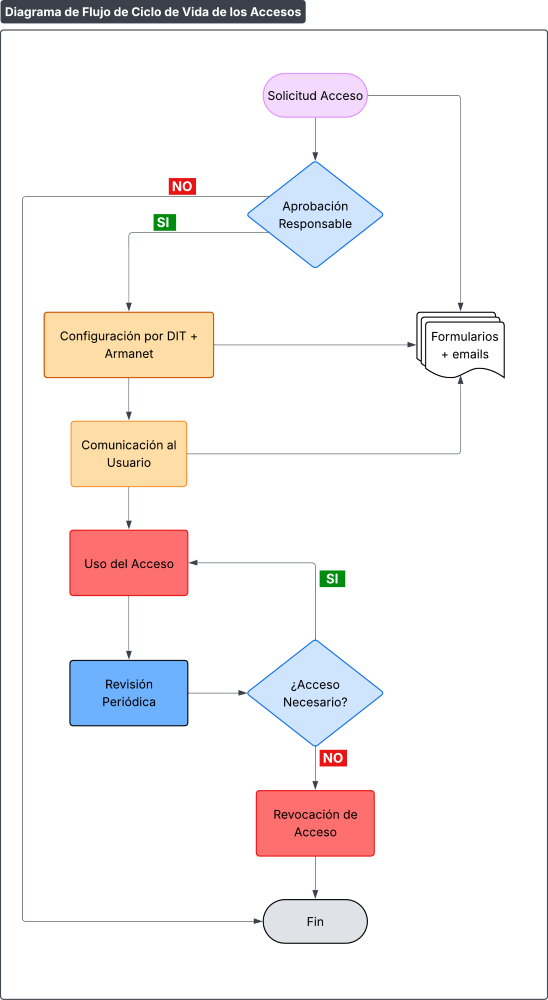 Diagrama de Flujo de Ciclo de Vida de los Accesos
Solicitud Acceso
NO
Aprobación
Responsable
SI
Configuración por DIT +
Armanet
Formularios
+ emails
Comunicación al
Usuario
Uso del Acceso
SI
Revisión
Periódica
¿Acceso
Necesario?
NO
Revocación de
Acceso
Fin